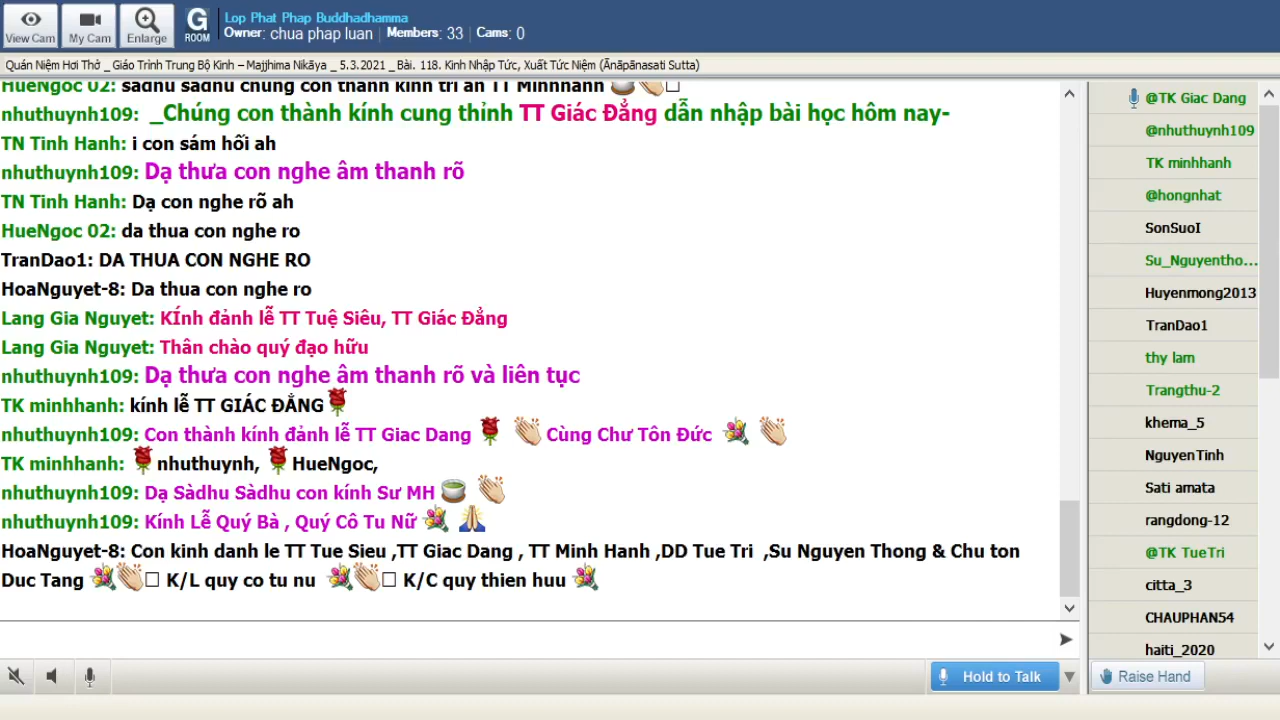 View Cam
My Cam
Enlarge
G
ROOM
Lop Phat Phap Buddhadhamma
Owner: chua phap luan | Members: 33 | Cams: 0
Quán Niệm Hơi Thở _ Giáo Trình Trung Bộ Kinh – Majjhima Nikāya _ 5.3.2021 _ Bài. 118. Kinh Nhập Tức, Xuất Tức Niệm (Ānāpānasati Sutta)
HueNgoc 02: sadhu sadhu chúng con thành kính tri ân TT Minhhanh
nhuthuynh109: _Chúng con thành kính cung thỉnh TT Giác Đẳng dẫn nhập bài học hôm nay-
TN Tinh Hanh: i con sám hối ah
nhuthuynh109: Dạ thưa con nghe âm thanh rõ
TN Tinh Hanh: Dạ con nghe rõ ah
HueNgoc 02: da thua con nghe ro
TranDao1: DA THUA CON NGHE RO
HoaNguyet-8: Da thua con nghe ro
Lang Gia Nguyet: KÍnh đảnh lễ TT Tuệ Siêu, TT Giác Đẳng
Lang Gia Nguyet: Thân chào quý đạo hữu
nhuthuynh109: Dạ thưa con nghe âm thanh rõ và liên tục
TK minhhanh: kính lễ TT GIÁC ĐẲNG
nhuthuynh109: Con thành kính đảnh lễ TT Giac Dang Cùng Chư Tôn Đức
TK minhhanh: nhuthuynh, HueNgoc,
nhuthuynh109: Dạ Sàdhu Sàdhu con kính Sư MH
nhuthuynh109: Kính Lễ Quý Bà , Quý Cô Tu Nữ
HoaNguyet-8: Con kinh danh le TT Tue Sieu ,TT Giac Dang , TT Minh Hanh ,DD Tue Tri ,Su Nguyen Thong & Chu ton
Duc Tang K/L quy co tu nu K/C quy thien huu
Hold to Talk
@TK Giac Dang
@nhuthuynh109
TK minhhanh
@hongnhat
SonSuoI
Su_Nguyentho...
Huyenmong2013
TranDao1
thy lam
Trangthu-2
khema_5
NguyenTinh
Sati amata
rangdong-12
@TK TueTri
citta_3
CHAUPHAN54
haiti_2020
Raise Hand